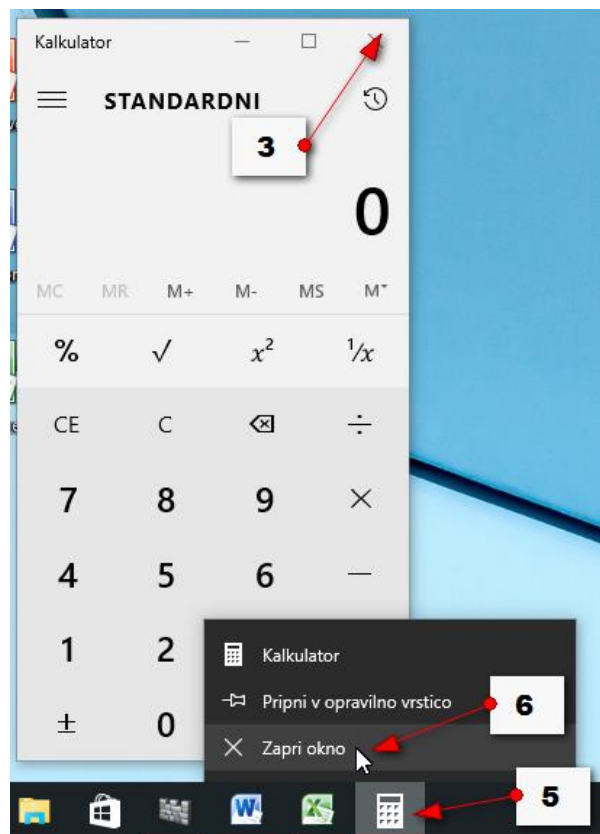 Kalkulator
STANDARDNI
3
0
MC MR M+ M- MS M▾
% √ x² ¹/x
CE C ÷
7 8 9 ×
4 5 6 −
1 2
± 0
Kalkulator
Pripni v opravilno vrstico
6
Zapri okno
5